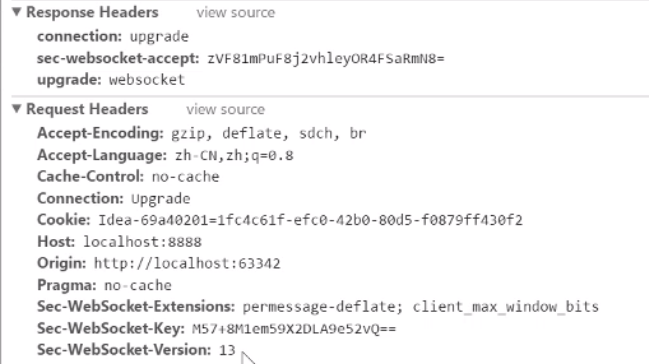 Response Headers view source
connection: upgrade
sec-websocket-accept: zVF81mPuF8j2vhleyOR4FSaRmN8=
upgrade: websocket
Request Headers view source
Accept-Encoding: gzip, deflate, sdch, br
Accept-Language: zh-CN,zh;q=0.8
Cache-Control: no-cache
Connection: Upgrade
Cookie: Idea-69a40201=1fc4c61f-efc0-42b0-80d5-f0879ff430f2
Host: localhost:8888
Origin: http://localhost:63342
Pragma: no-cache
Sec-WebSocket-Extensions: permessage-deflate; client_max_window_bits
Sec-WebSocket-Key: M57+8M1em59X2DLA9e52vQ==
Sec-WebSocket-Version: 13